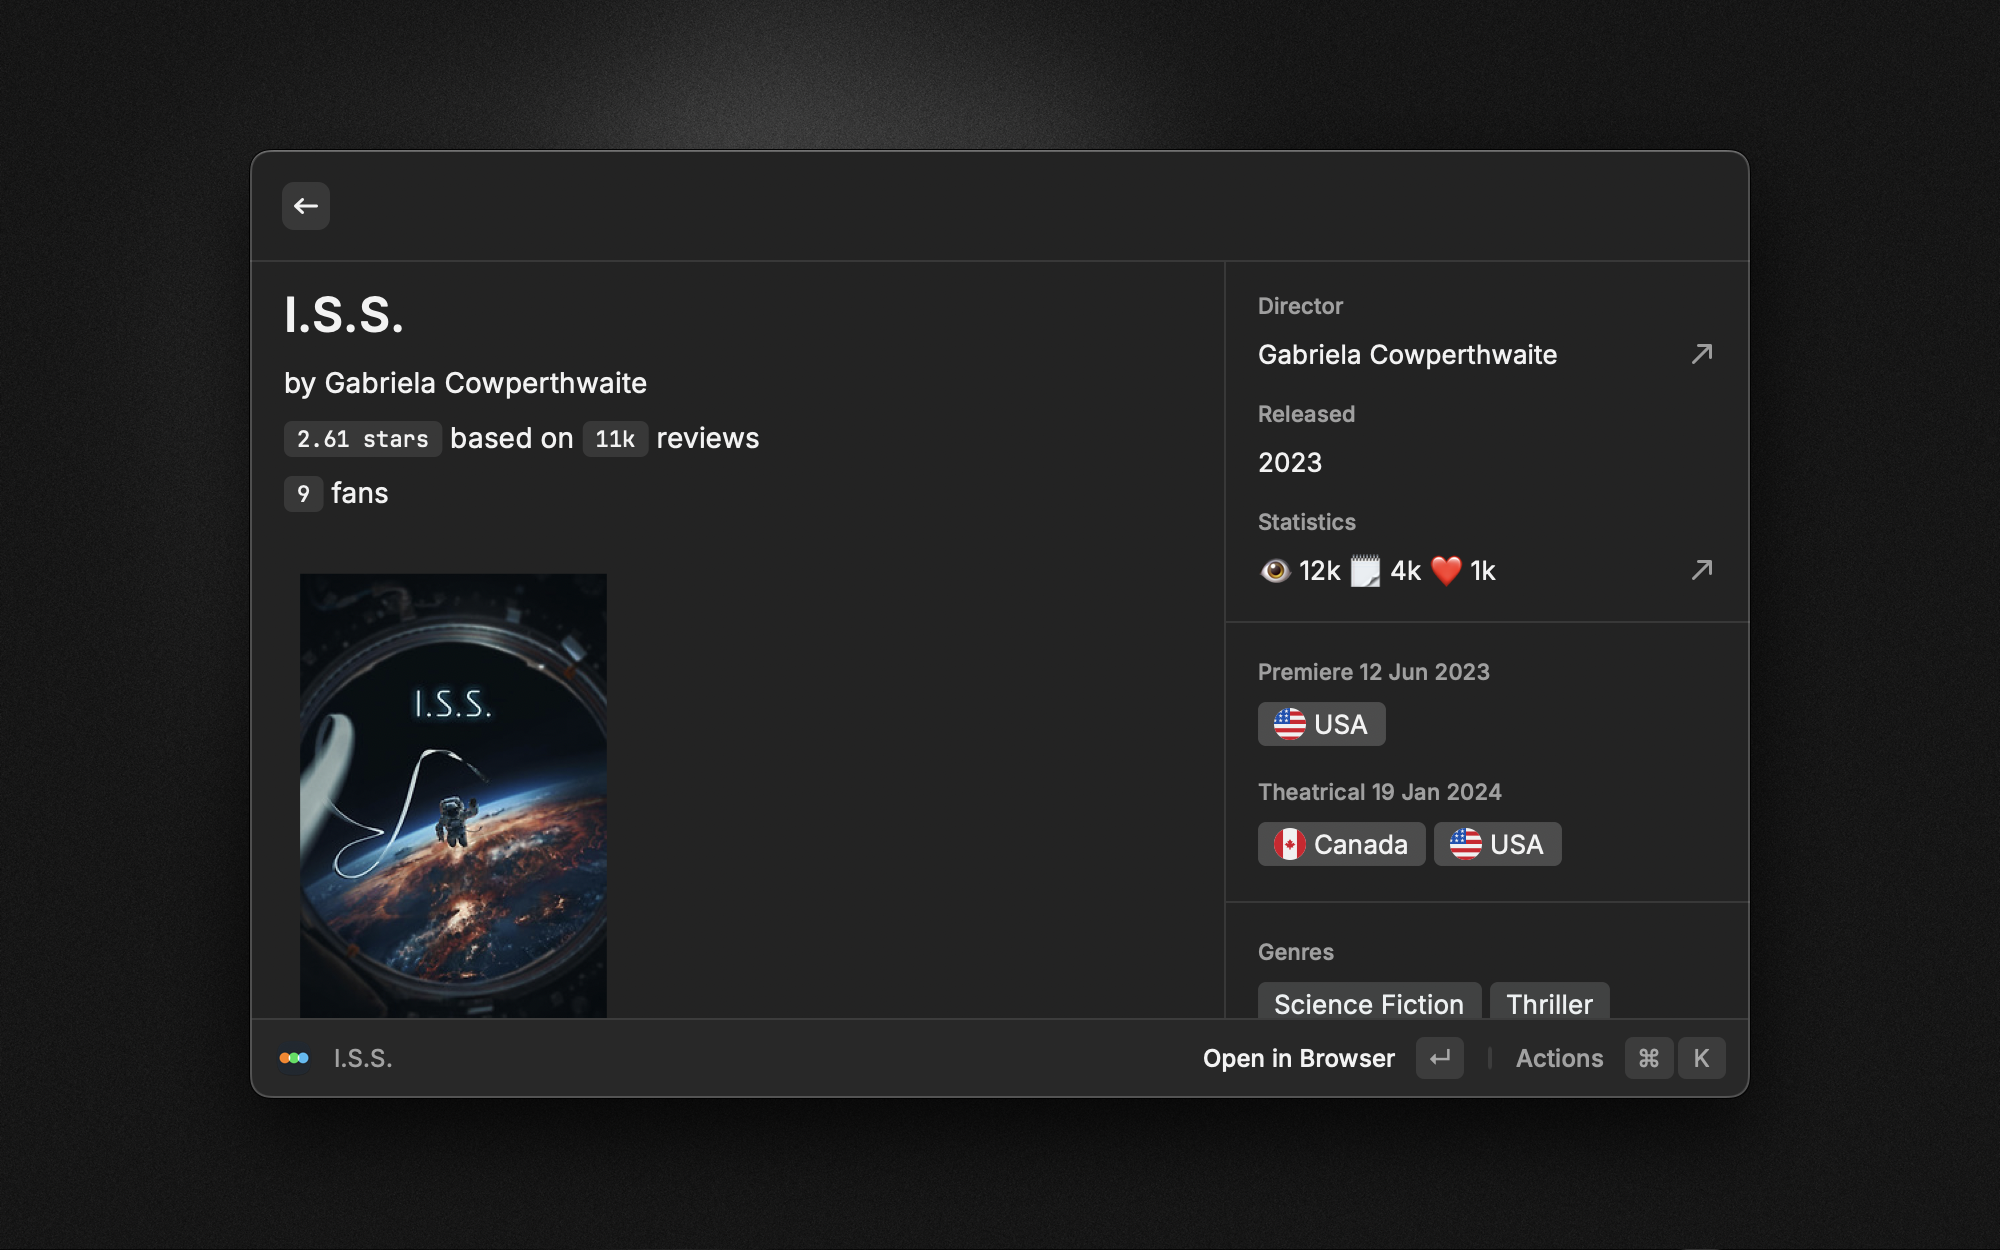 I.S.S.
by Gabriela Cowperthwaite
2.61 stars based on 11k reviews
9 fans
I.S.S.
Director
Gabriela Cowperthwaite
Released
2023
Statistics
👁️ 12k 🗒️ 4k ❤️ 1k
Premiere 12 Jun 2023
USA
Theatrical 19 Jan 2024
Canada USA
Genres
Science Fiction Thriller
I.S.S.
Open in Browser ↵ | Actions ⌘ K